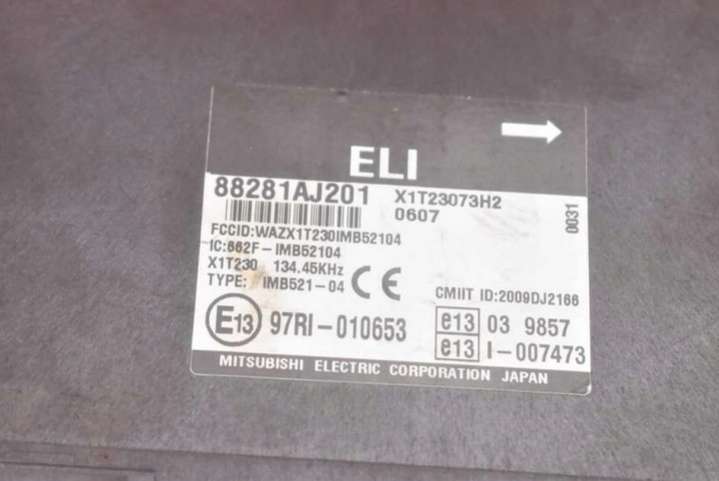 ELI
88281AJ201 X1T23073H2
0607
0031
FCCID:WAZX1T230IMB52104
IC:662F-IMB52104
X1T230 134.45KHz
TYPE: IMB521-04 CE CMIIT ID:2009DJ2166
E13 97RI-010653 e13 03 9857
e13 I-007473
MITSUBISHI ELECTRIC CORPORATION JAPAN